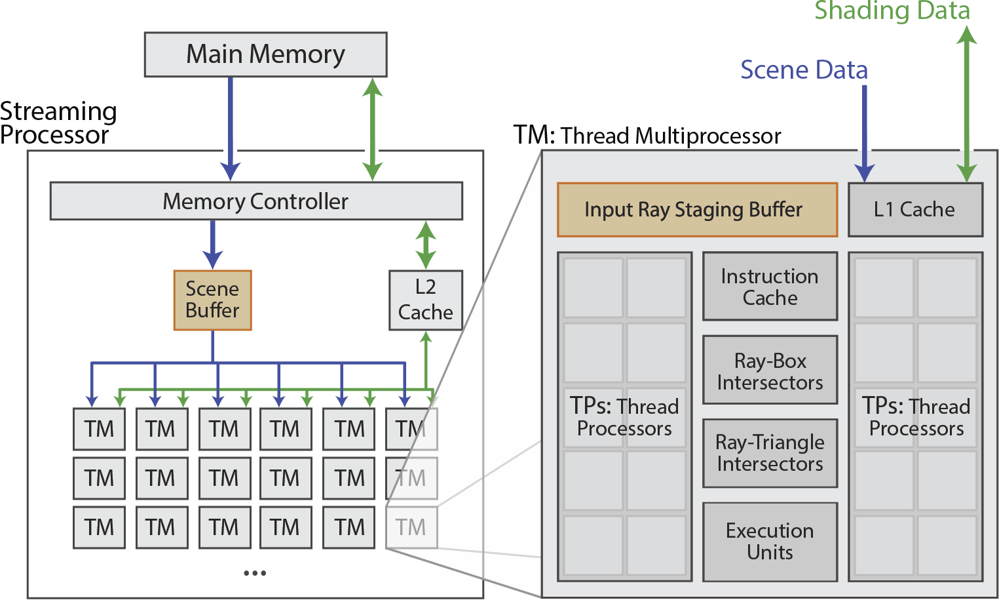 Shading Data
Main Memory
Scene Data
Streaming
Processor
TM: Thread Multiprocessor
Memory Controller
Input Ray Staging Buffer
L1 Cache
Scene
Buffer
L2
Cache
Instruction
Cache
Ray-Box
Intersectors
TPs: Thread
Processors
TPs: Thread
Processors
Ray-Triangle
Intersectors
Execution
Units
TM TM TM TM TM TM
TM TM TM TM TM TM
TM TM TM TM TM TM
...